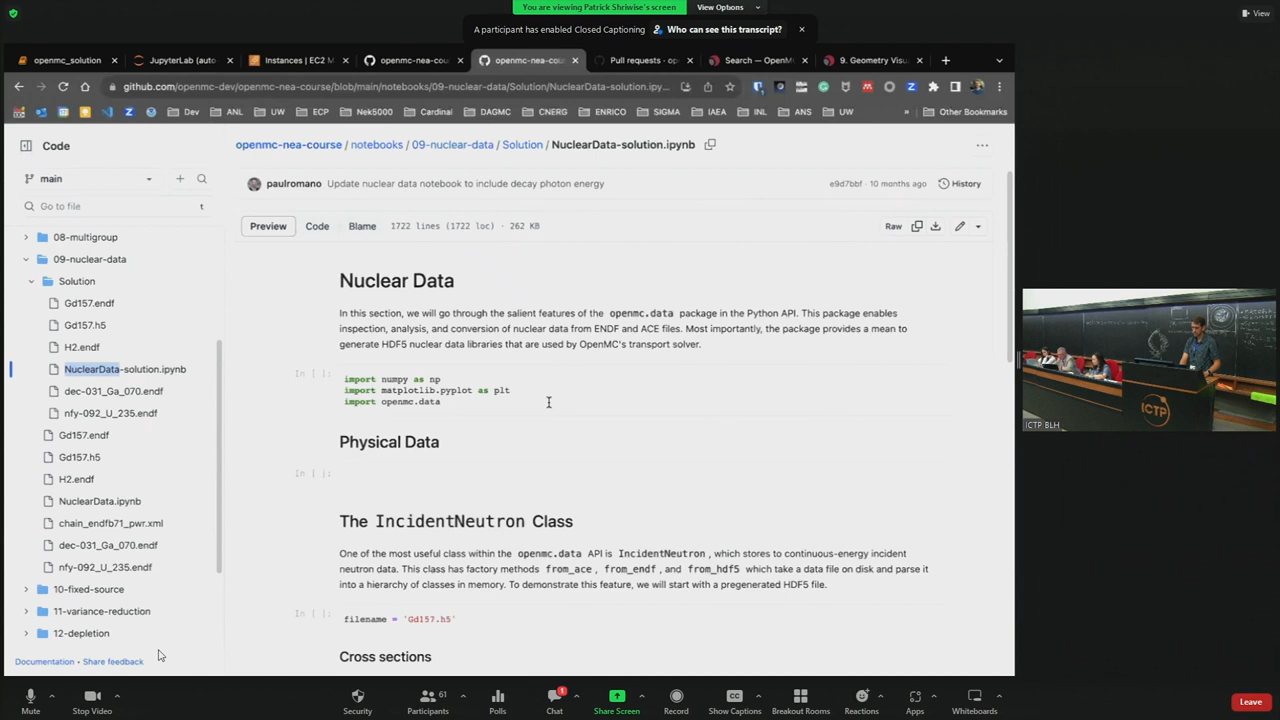 You are viewing Patrick Shriwise's screen
View Options
View
A participant has enabled Closed Captioning
Who can see this transcript?
openmc_solution
JupyterLab (auto
Instances | EC2 M
openmc-nea-cou
openmc-nea-cou
Pull requests · op
Search — OpenM
9. Geometry Visu
github.com/openmc-dev/openmc-nea-course/blob/main/notebooks/09-nuclear-data/Solution/NuclearData-solution.ipy...
Dev
ANL
UW
ECP
Nek5000
Cardinal
DAGMC
CNERG
ENRICO
SIGMA
IAEA
INL
ANS
UW
»
Other Bookmarks
Code
openmc-nea-course / notebooks / 09-nuclear-data / Solution / NuclearData-solution.ipynb
main
paulromano Update nuclear data notebook to include decay photon energy
e9d7bbf · 10 months ago
History
Go to file
t
Preview
Code
Blame
1722 lines (1722 loc) · 262 KB
Raw
08-multigroup
09-nuclear-data
Solution
Gd157.endf
Gd157.h5
H2.endf
NuclearData-solution.ipynb
dec-031_Ga_070.endf
nfy-092_U_235.endf
Gd157.endf
Gd157.h5
H2.endf
NuclearData.ipynb
chain_endfb71_pwr.xml
dec-031_Ga_070.endf
nfy-092_U_235.endf
10-fixed-source
11-variance-reduction
12-depletion
Documentation • Share feedback
Nuclear Data
In this section, we will go through the salient features of the openmc.data package in the Python API. This package enables
inspection, analysis, and conversion of nuclear data from ENDF and ACE files. Most importantly, the package provides a mean to
generate HDF5 nuclear data libraries that are used by OpenMC's transport solver.
In [ ]:
import numpy as np
import matplotlib.pyplot as plt
import openmc.data
Physical Data
In [ ]:
The IncidentNeutron Class
One of the most useful class within the openmc.data API is IncidentNeutron, which stores to continuous-energy incident
neutron data. This class has factory methods from_ace, from_endf, and from_hdf5 which take a data file on disk and parse it
into a hierarchy of classes in memory. To demonstrate this feature, we will start with a pregenerated HDF5 file.
In [ ]:
filename = 'Gd157.h5'
Cross sections
ICTP
ICTP BLH
Mute
Stop Video
Security
61
Participants
Polls
1
Chat
Share Screen
Record
Show Captions
Breakout Rooms
Reactions
Apps
Whiteboards
Leave